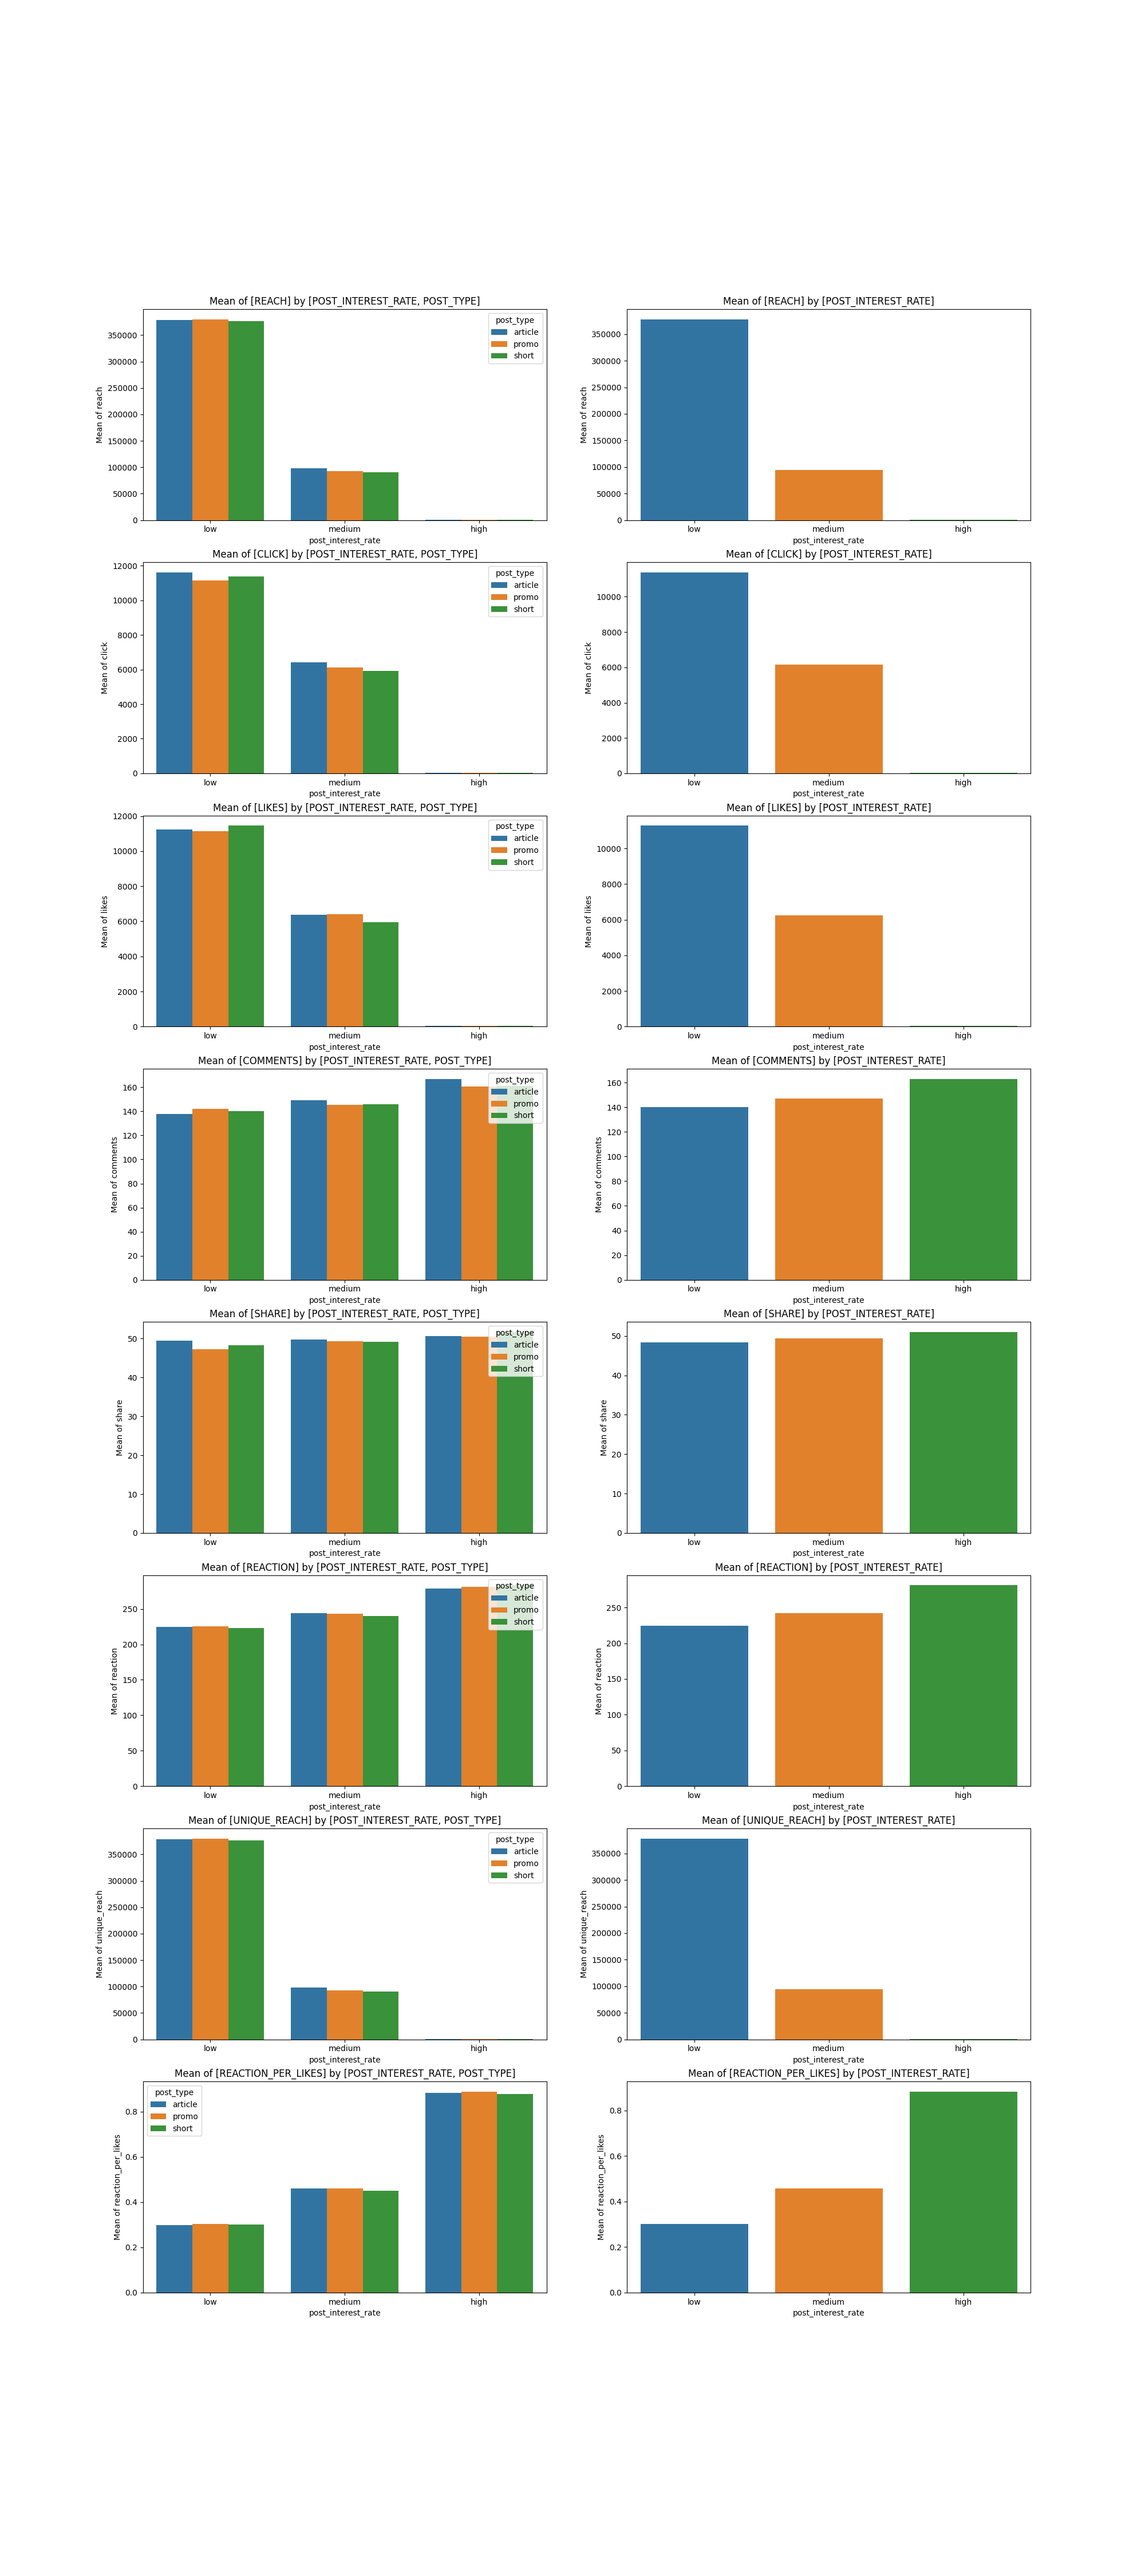 Mean of [REACH] by [POST_INTEREST_RATE, POST_TYPE]
Mean of reach
350000
300000
250000
200000
150000
100000
50000
0
post_type
article
promo
short
low medium high
post_interest_rate
Mean of [REACH] by [POST_INTEREST_RATE]
Mean of reach
350000
300000
250000
200000
150000
100000
50000
0
low medium high
post_interest_rate
Mean of [CLICK] by [POST_INTEREST_RATE, POST_TYPE]
Mean of click
12000
10000
8000
6000
4000
2000
0
post_type
article
promo
short
low medium high
post_interest_rate
Mean of [CLICK] by [POST_INTEREST_RATE]
Mean of click
10000
8000
6000
4000
2000
0
low medium high
post_interest_rate
Mean of [LIKES] by [POST_INTEREST_RATE, POST_TYPE]
Mean of likes
12000
10000
8000
6000
4000
2000
0
post_type
article
promo
short
low medium high
post_interest_rate
Mean of [LIKES] by [POST_INTEREST_RATE]
Mean of likes
10000
8000
6000
4000
2000
0
low medium high
post_interest_rate
Mean of [COMMENTS] by [POST_INTEREST_RATE, POST_TYPE]
Mean of comments
160
140
120
100
80
60
40
20
0
post_type
article
promo
short
low medium high
post_interest_rate
Mean of [COMMENTS] by [POST_INTEREST_RATE]
Mean of comments
160
140
120
100
80
60
40
20
0
low medium high
post_interest_rate
Mean of [SHARE] by [POST_INTEREST_RATE, POST_TYPE]
Mean of share
50
40
30
20
10
0
post_type
article
promo
short
low medium high
post_interest_rate
Mean of [SHARE] by [POST_INTEREST_RATE]
Mean of share
50
40
30
20
10
0
low medium high
post_interest_rate
Mean of [REACTION] by [POST_INTEREST_RATE, POST_TYPE]
Mean of reaction
250
200
150
100
50
0
post_type
article
promo
short
low medium high
post_interest_rate
Mean of [REACTION] by [POST_INTEREST_RATE]
Mean of reaction
250
200
150
100
50
0
low medium high
post_interest_rate
Mean of [UNIQUE_REACH] by [POST_INTEREST_RATE, POST_TYPE]
Mean of unique_reach
350000
300000
250000
200000
150000
100000
50000
0
post_type
article
promo
short
low medium high
post_interest_rate
Mean of [UNIQUE_REACH] by [POST_INTEREST_RATE]
Mean of unique_reach
350000
300000
250000
200000
150000
100000
50000
0
low medium high
post_interest_rate
Mean of [REACTION_PER_LIKES] by [POST_INTEREST_RATE, POST_TYPE]
Mean of reaction_per_likes
0.8
0.6
0.4
0.2
0.0
post_type
article
promo
short
low medium high
post_interest_rate
Mean of [REACTION_PER_LIKES] by [POST_INTEREST_RATE]
Mean of reaction_per_likes
0.8
0.6
0.4
0.2
0.0
low medium high
post_interest_rate